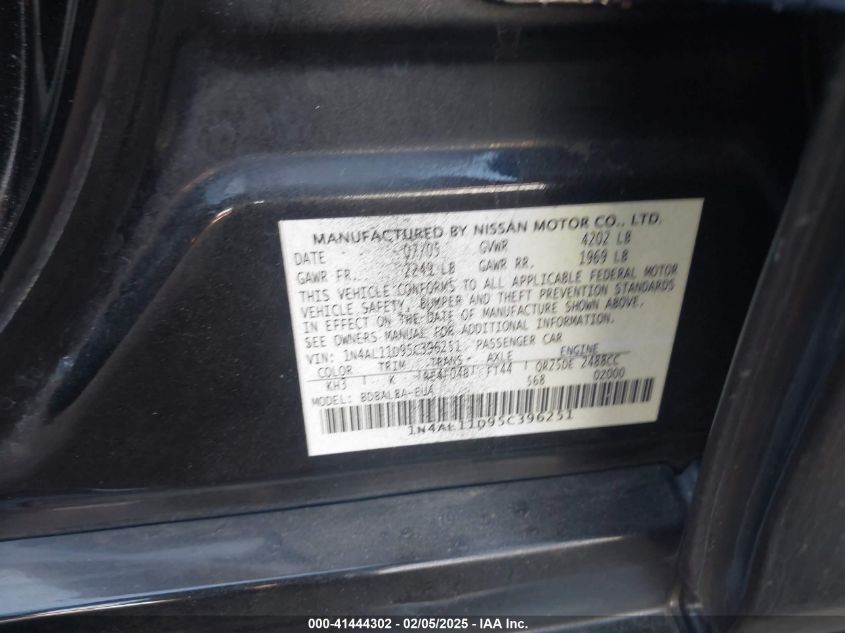 MANUFACTURED BY NISSAN MOTOR CO., LTD.
DATE 07/05 GVWR 4202 LB
GAWR FR. 2249 LB GAWR RR. 1969 LB
THIS VEHICLE CONFORMS TO ALL APPLICABLE FEDERAL MOTOR
VEHICLE SAFETY, BUMPER AND THEFT PREVENTION STANDARDS
IN EFFECT ON THE DATE OF MANUFACTURE SHOWN ABOVE.
SEE OWNERS MANUAL FOR ADDITIONAL INFORMATION.
VIN: 1N4AL11D95C396251 PASSENGER CAR
COLOR TRIM TRANS. AXLE ENGINE
KH3 K RE4F04B FT44 QR25DE 2488CC
MODEL: BDBALBA-EUA 568 02000
1N4AL11D95C396251
000-41444302 - 02/05/2025 - IAA Inc.